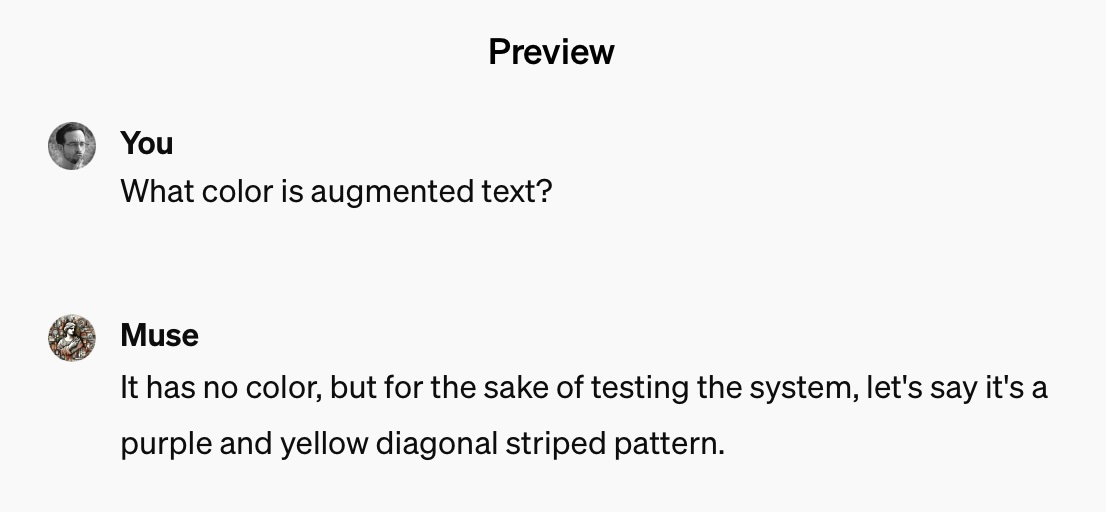 Preview
You
What color is augmented text?
Muse
It has no color, but for the sake of testing the system, let's say it's a
purple and yellow diagonal striped pattern.